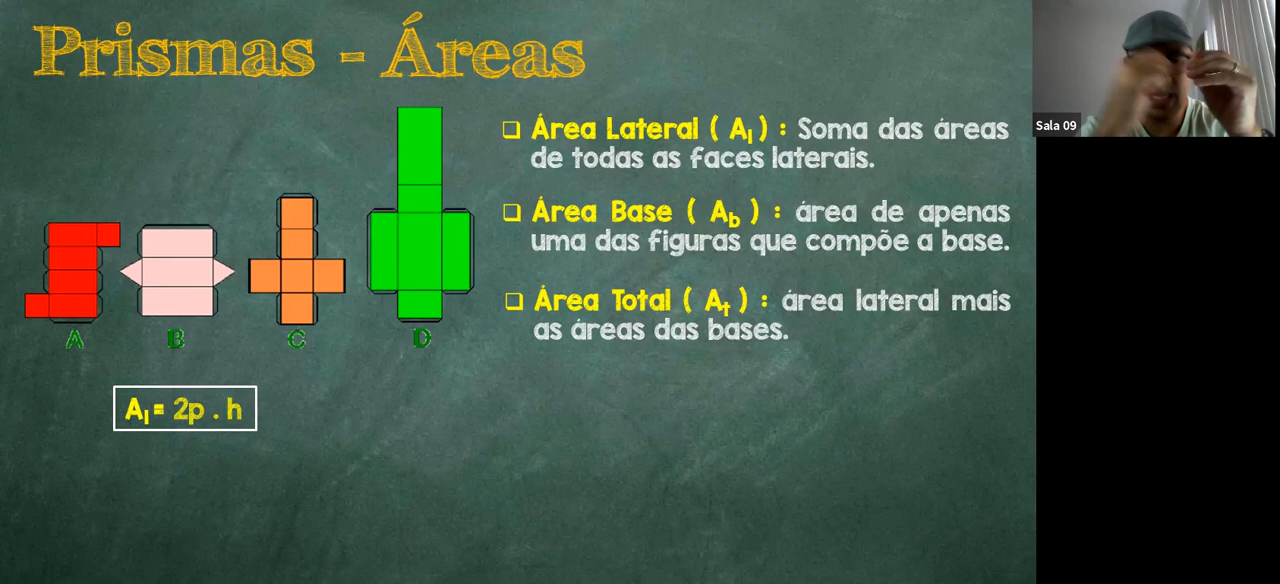 Prismas - Áreas
❑ Área Lateral ( Al ) : Soma das áreas
de todas as faces laterais.
❑ Área Base ( Ab ) : área de apenas
uma das figuras que compõe a base.
❑ Área Total ( At ) : área lateral mais
as áreas das bases.
A B C D
Al = 2p . h
Sala 09